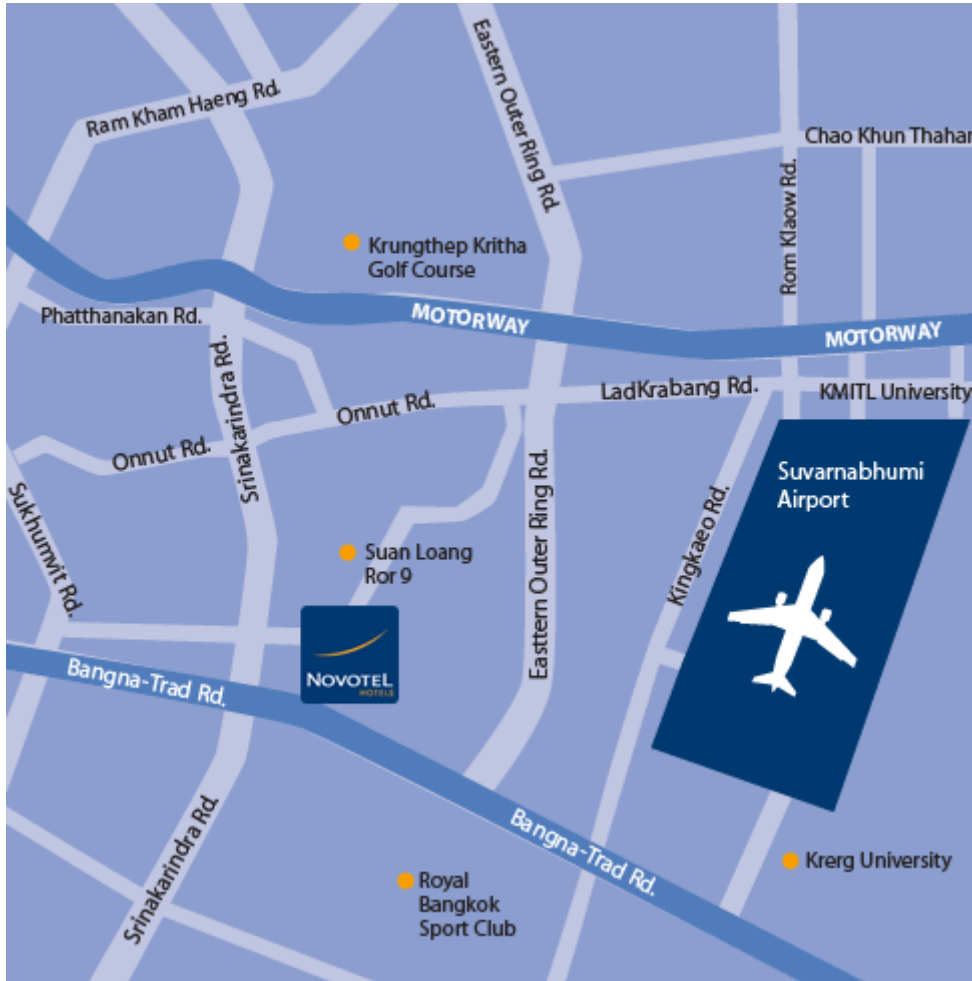 Eastern Outer Ring Rd.
Ram Kham Haeng Rd.
Chao Khun Thahar
Rom Klaow Rd.
Krungthep Kritha
Golf Course
Phatthanakan Rd.
MOTORWAY
MOTORWAY
Srinakarindra Rd.
LadKrabang Rd.
KMITL University
Onnut Rd.
Onnut Rd.
Suvarnabhumi
Airport
Sukhumvit Rd.
Kingkaeo Rd.
Easttern Outer Ring Rd.
Suan Loang
Ror 9
NOVOTEL
HOTELS
Bangna-Trad Rd.
Bangna-Trad Rd.
Srinakarindra Rd.
Krerg University
Royal
Bangkok
Sport Club